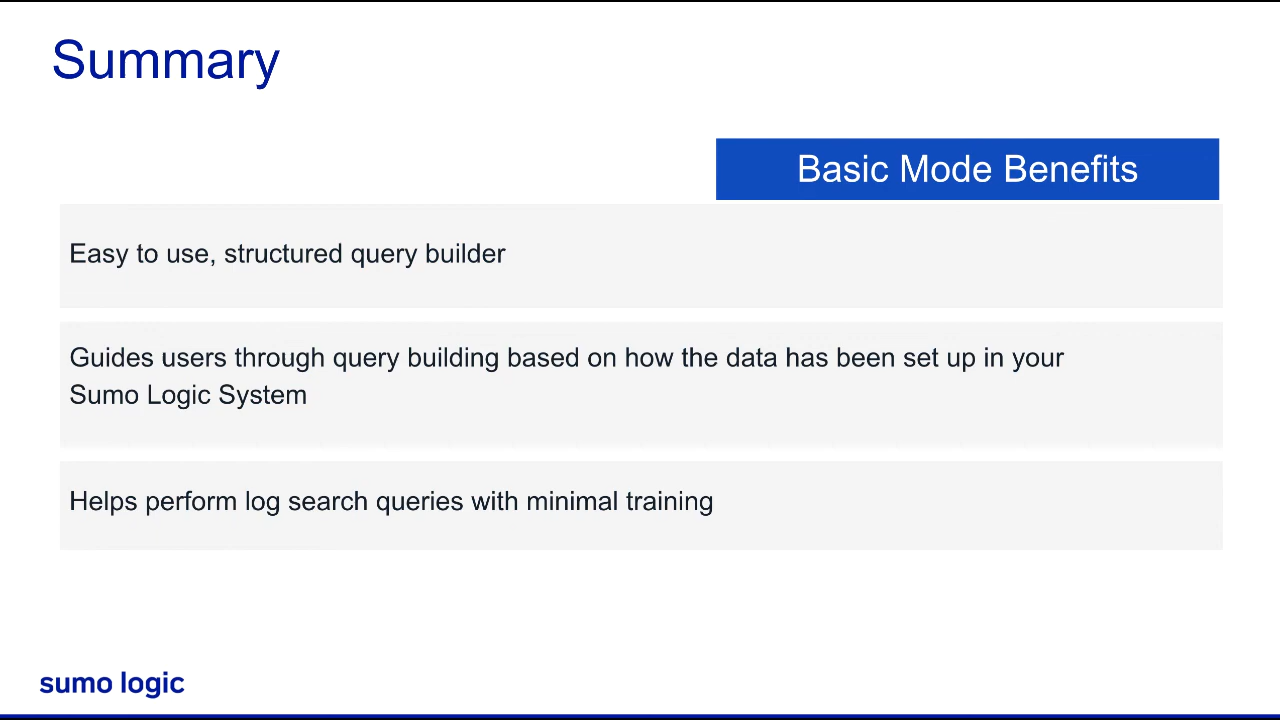 Summary
Basic Mode Benefits
Easy to use, structured query builder
Guides users through query building based on how the data has been set up in your
Sumo Logic System
Helps perform log search queries with minimal training
sumo logic